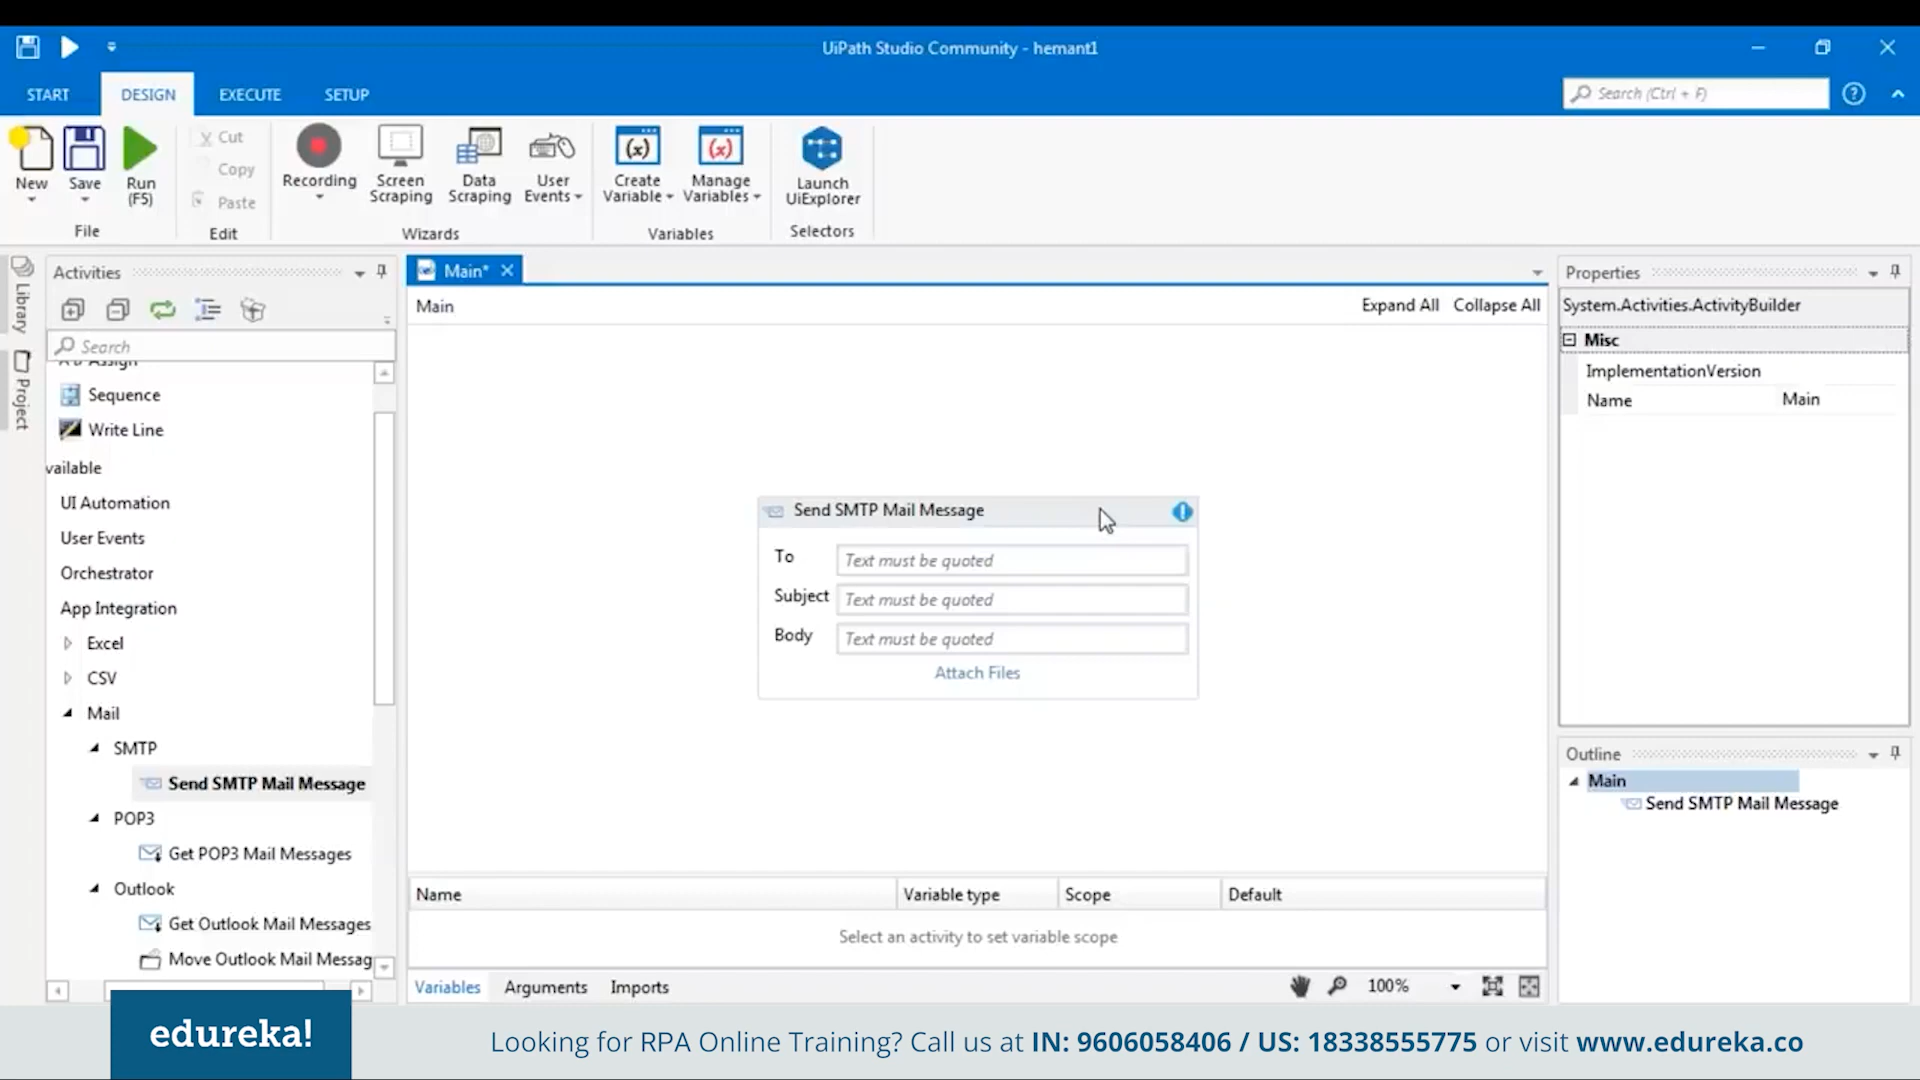 UiPath Studio Community - hemant1
START
DESIGN
EXECUTE
SETUP
Search (Ctrl + F)
New
Save
Run
(F5)
File
Cut
Copy
Paste
Edit
Recording
Screen
Scraping
Data
Scraping
User
Events
Wizards
Create
Variable
Manage
Variables
Variables
Launch
UiExplorer
Selectors
Library
Project
Activities
Search
Assign
Sequence
Write Line
vailable
UI Automation
User Events
Orchestrator
App Integration
Excel
CSV
Mail
SMTP
Send SMTP Mail Message
POP3
Get POP3 Mail Messages
Outlook
Get Outlook Mail Messages
Move Outlook Mail Messag
Main*
Main
Expand All
Collapse All
Send SMTP Mail Message
To
Text must be quoted
Subject
Text must be quoted
Body
Text must be quoted
Attach Files
Name
Variable type
Scope
Default
Select an activity to set variable scope
Variables
Arguments
Imports
100%
Properties
System.Activities.ActivityBuilder
Misc
ImplementationVersion
Name
Main
Outline
Main
Send SMTP Mail Message
edureka!
Looking for RPA Online Training? Call us at IN: 9606058406 / US: 18338555775 or visit www.edureka.co